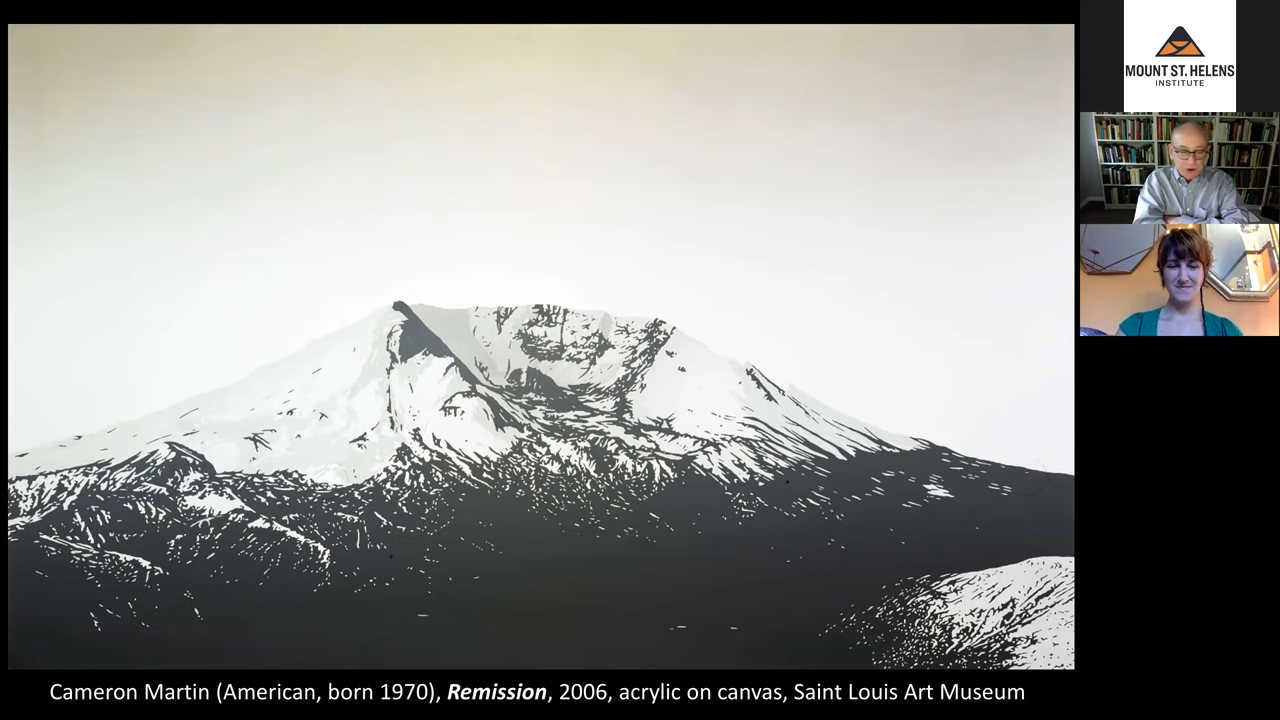 MOUNT ST. HELENS
INSTITUTE
Cameron Martin (American, born 1970), Remission, 2006, acrylic on canvas, Saint Louis Art Museum